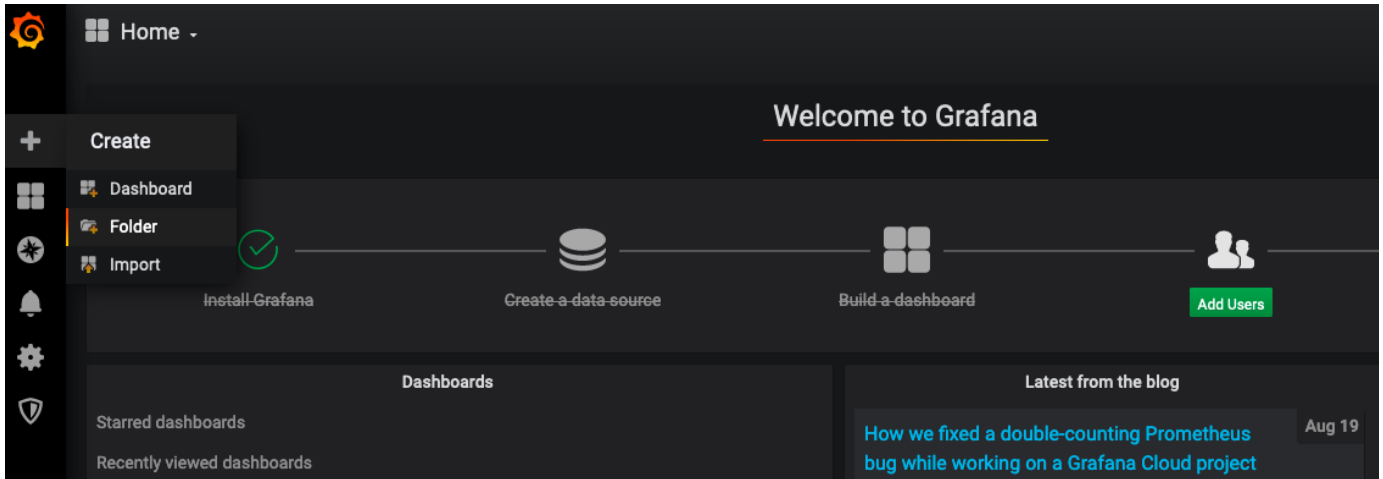 Home
Welcome to Grafana
Create
Dashboard
Folder
Import
Install Grafana
Create a data source
Build a dashboard
Add Users
Dashboards
Starred dashboards
Recently viewed dashboards
Latest from the blog
How we fixed a double-counting Prometheus
bug while working on a Grafana Cloud project
Aug 19